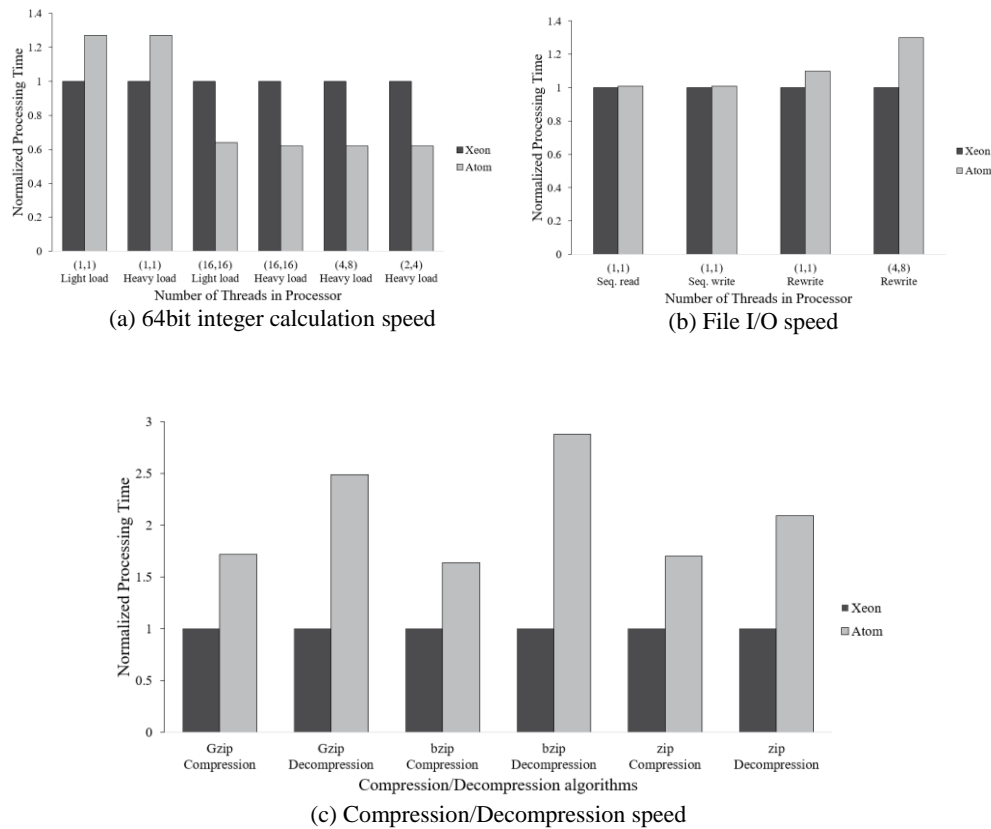 1.4
1.2
1
0.8
0.6
0.4
0.2
0
Normalized Processing Time
(1,1) (1,1) (16,16) (16,16) (4,8) (2,4)
Light load Heavy load Light load Heavy load Heavy load Heavy load
Number of Threads in Processor
Xeon
Atom
(a) 64bit integer calculation speed
1.4
1.2
1
0.8
0.6
0.4
0.2
0
Normalized Processing Time
(1,1) (1,1) (1,1) (4,8)
Seq. read Seq. write Rewrite Rewrite
Number of Threads in Processor
Xeon
Atom
(b) File I/O speed
3
2.5
2
1.5
1
0.5
0
Normalized Processing Time
Gzip Gzip bzip bzip zip zip
Compression Decompression Compression Decompression Compression Decompression
Compression/Decompression algorithms
Xeon
Atom
(c) Compression/Decompression speed